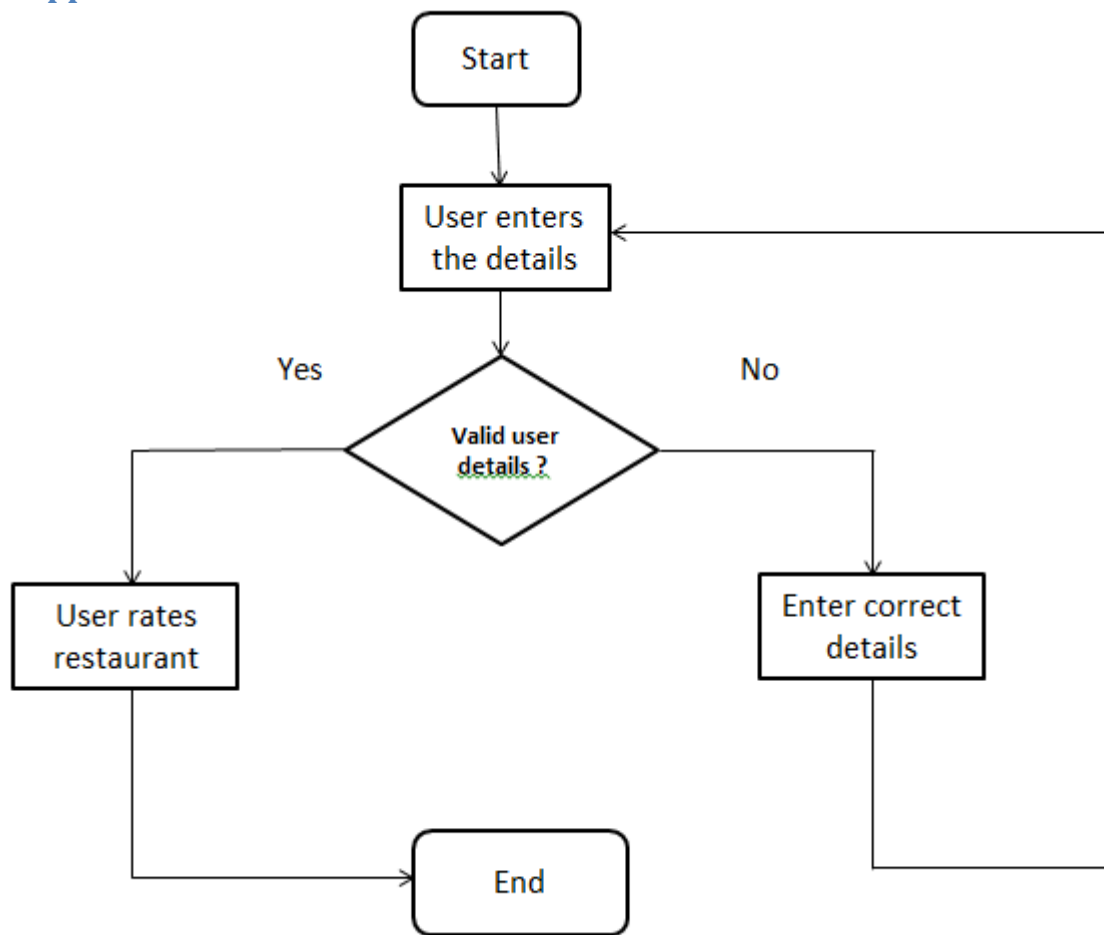 Start
User enters
the details
Yes
No
Valid user
details ?
User rates
restaurant
Enter correct
details
End